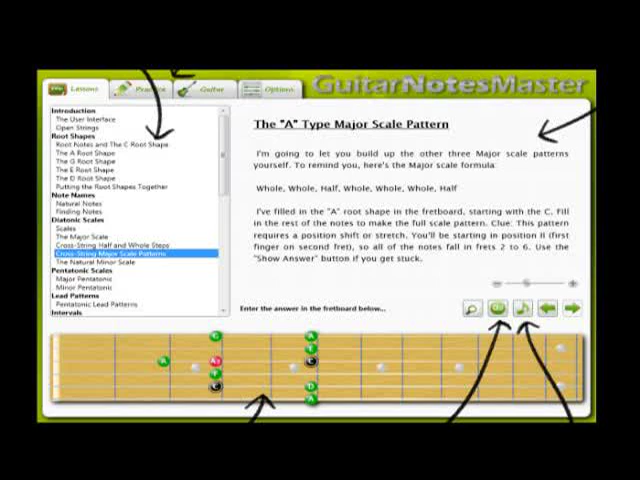 Lessons Practice Guitar Options GuitarNotesMaster
Introduction
The User Interface
Open Strings
Root Shapes
Root Notes and The C Root Shape
The A Root Shape
The G Root Shape
The E Root Shape
The D Root Shape
Putting the Root Shapes Together
Note Names
Natural Notes
Finding Notes
Diatonic Scales
Scales
The Major Scale
Cross-String Half and Whole Steps
Cross-String Major Scale Patterns
The Natural Minor Scale
Pentatonic Scales
Major Pentatonic
Minor Pentatonic
Lead Patterns
Pentatonic Lead Patterns
Intervals
The "A" Type Major Scale Pattern
I'm going to let you build up the other three Major scale patterns
yourself. To remind you, here's the Major scale formula:
Whole, Whole, Half, Whole, Whole, Whole, Half
I've filled in the "A" root shape in the fretboard, starting with the C. Fill
in the rest of the notes to make the full scale pattern. Clue: This pattern
requires a position shift or stretch. You'll be starting in position II (first
finger on second fret), so all of the notes fall in frets 2 to 6. Use the
"Show Answer" button if you get stuck.
Enter the answer in the fretboard below...
G A
E
A C
F
C D
A